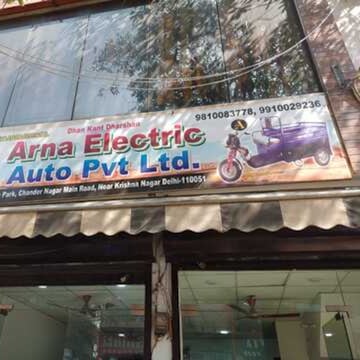 Dhan Kant Dharshan
9810083778, 9910029236
Arna Electric
Auto Pvt Ltd.
A
Park, Chander Nagar Main Road, Near Krishna Nagar Delhi-110051